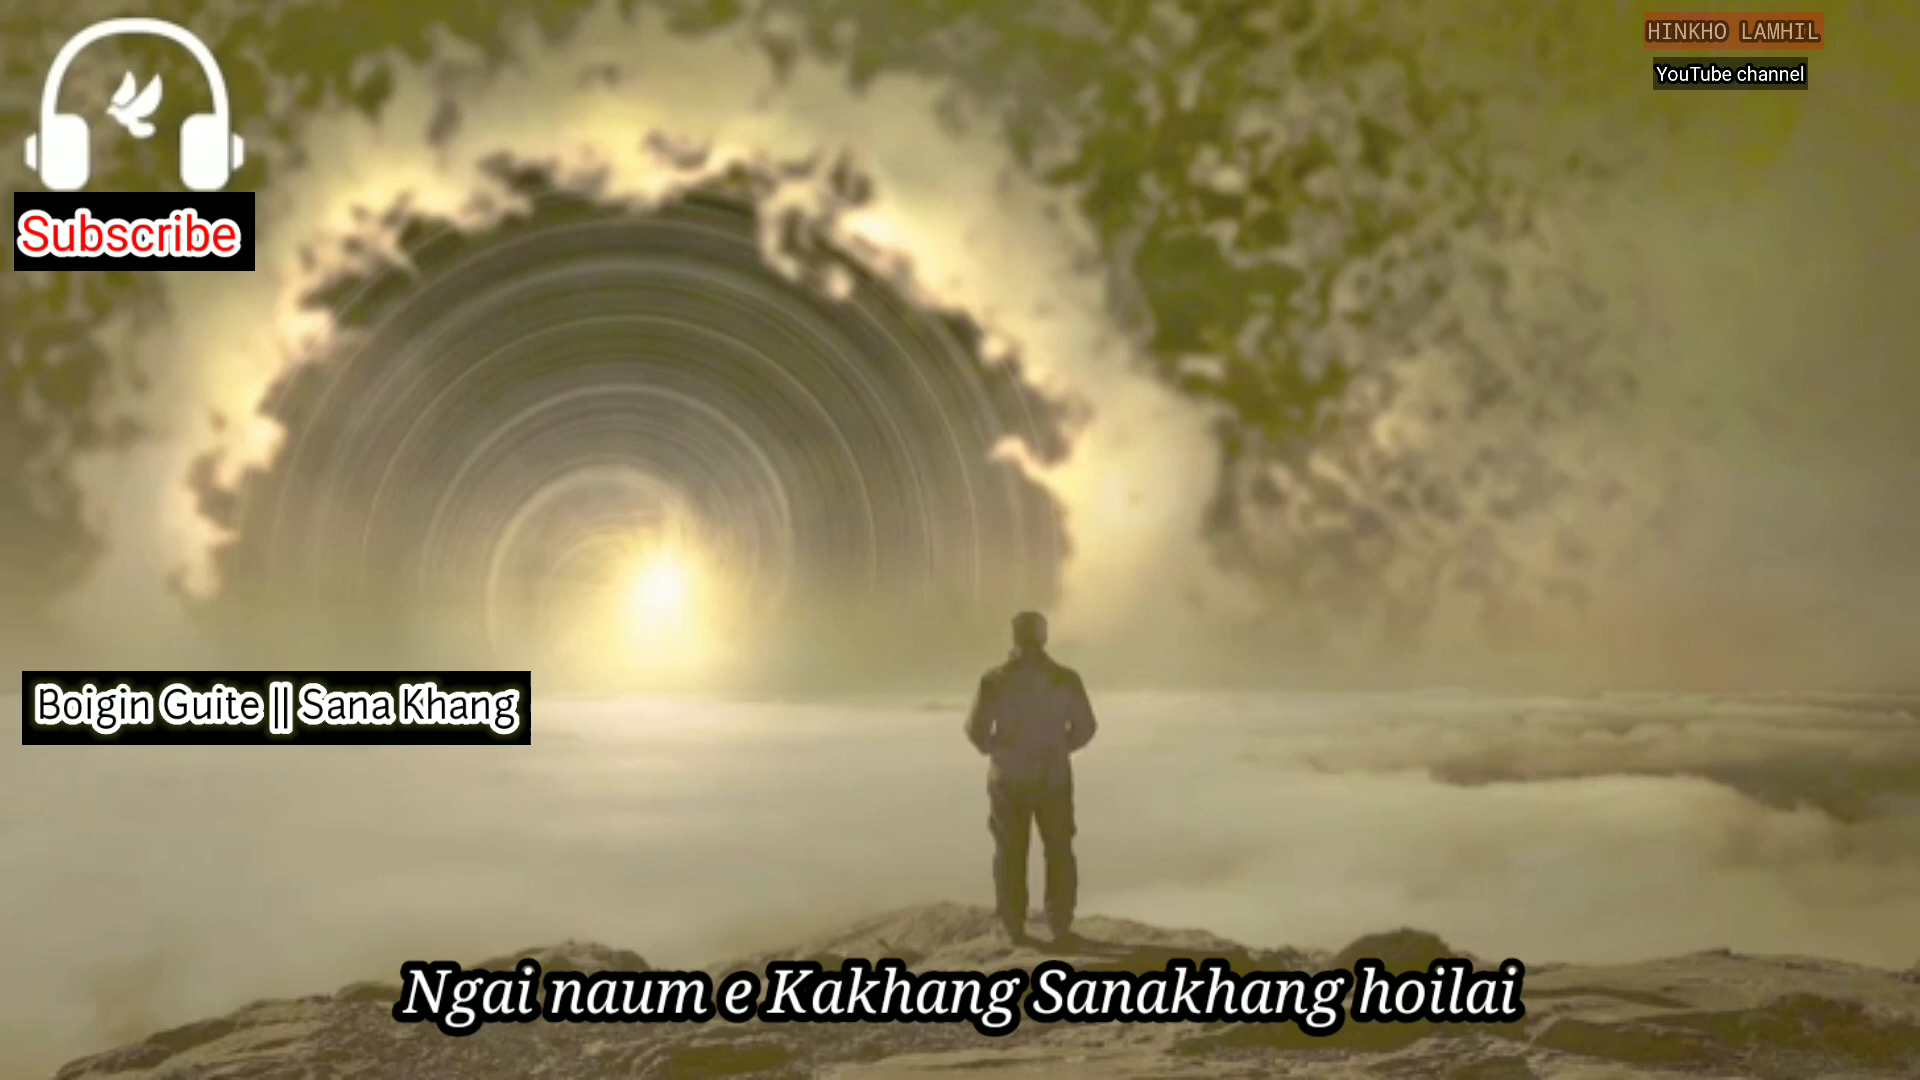 HINKHO LAMHIL
YouTube channel
Subscribe
Boigin Guite || Sana Khang
Ngai naum e Kakhang Sanakhang hoilai